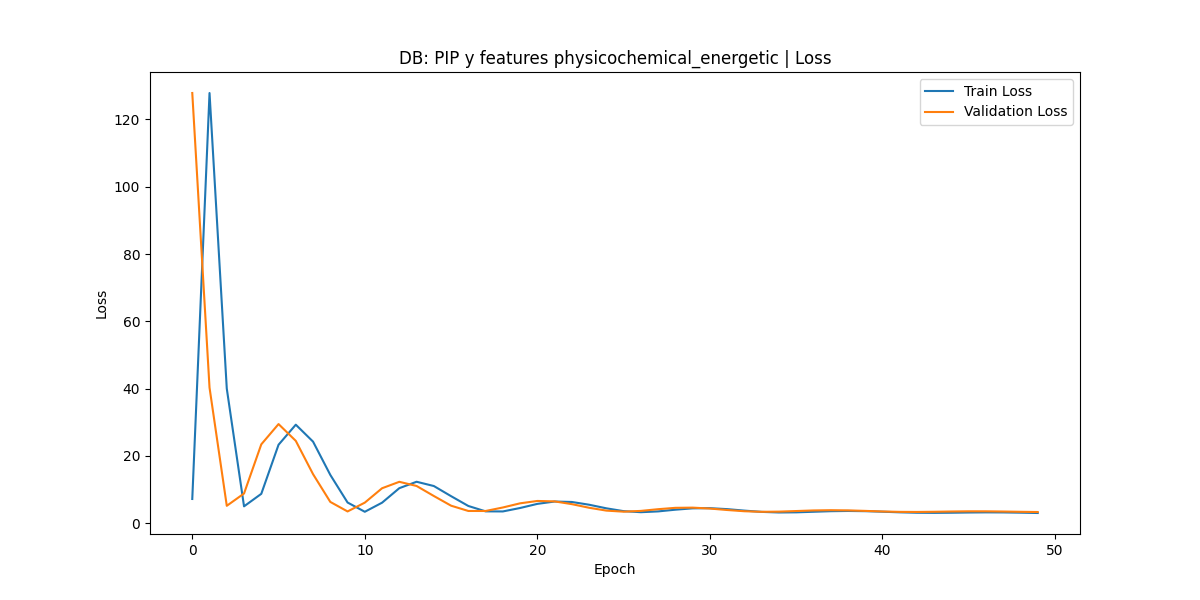 DB: PIP y features physicochemical_energetic | Loss
Train Loss
Validation Loss
120
100
80
60
40
20
0
Loss
0 10 20 30 40 50
Epoch